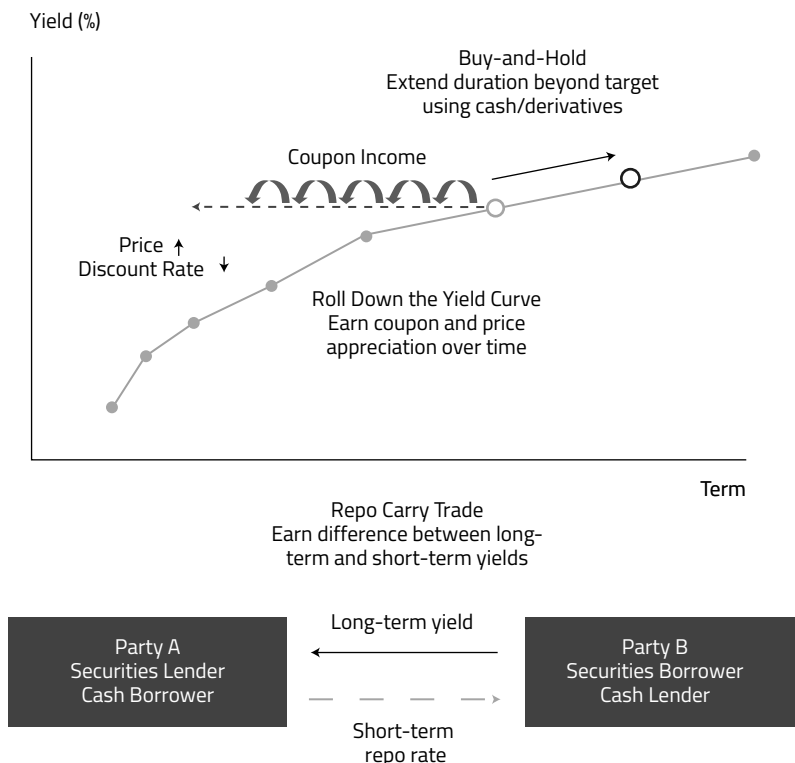 Yield (%)
Buy-and-Hold
Extend duration beyond target
using cash/derivatives
Coupon Income
Price ↑
Discount Rate ↓
Roll Down the Yield Curve
Earn coupon and price
appreciation over time
Term
Repo Carry Trade
Earn difference between long-
term and short-term yields
Party A
Securities Lender
Cash Borrower
Long-term yield
Short-term
repo rate
Party B
Securities Borrower
Cash Lender